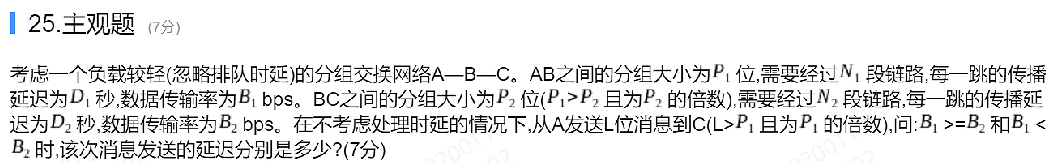 25.主观题 (7分)
考虑一个负载较轻(忽略排队时延)的分组交换网络A—B—C。AB之间的分组大小为P₁位,需要经过N₁段链路,每一跳的传播
延迟为D₁秒,数据传输率为B₁ bps。BC之间的分组大小为P₂位(P₁>P₂且为P₂的倍数),需要经过N₂段链路,每一跳的传播延
迟为D₂秒,数据传输率为B₂ bps。在不考虑处理时延的情况下,从A发送L位消息到C(L>P₁且为P₁的倍数),问:B₁>=B₂和B₁<
B₂时,该次消息发送的延迟分别是多少?(7分)